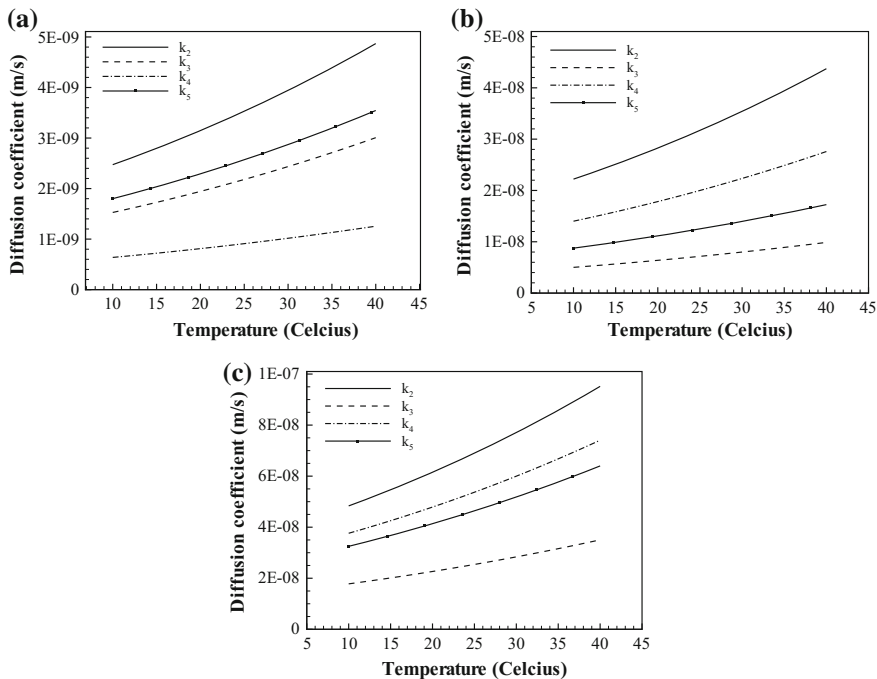 (a)
Diffusion coefficient (m/s)
5E-09
4E-09
3E-09
2E-09
1E-09
0
k2
k3
k4
k5
10 15 20 25 30 35 40 45
Temperature (Celcius)
(b)
Diffusion coefficient (m/s)
5E-08
4E-08
3E-08
2E-08
1E-08
0
k2
k3
k4
k5
5 10 15 20 25 30 35 40 45
Temperature (Celcius)
(c)
Diffusion coefficient (m/s)
1E-07
8E-08
6E-08
4E-08
2E-08
0
k2
k3
k4
k5
5 10 15 20 25 30 35 40 45
Temperature (Celcius)